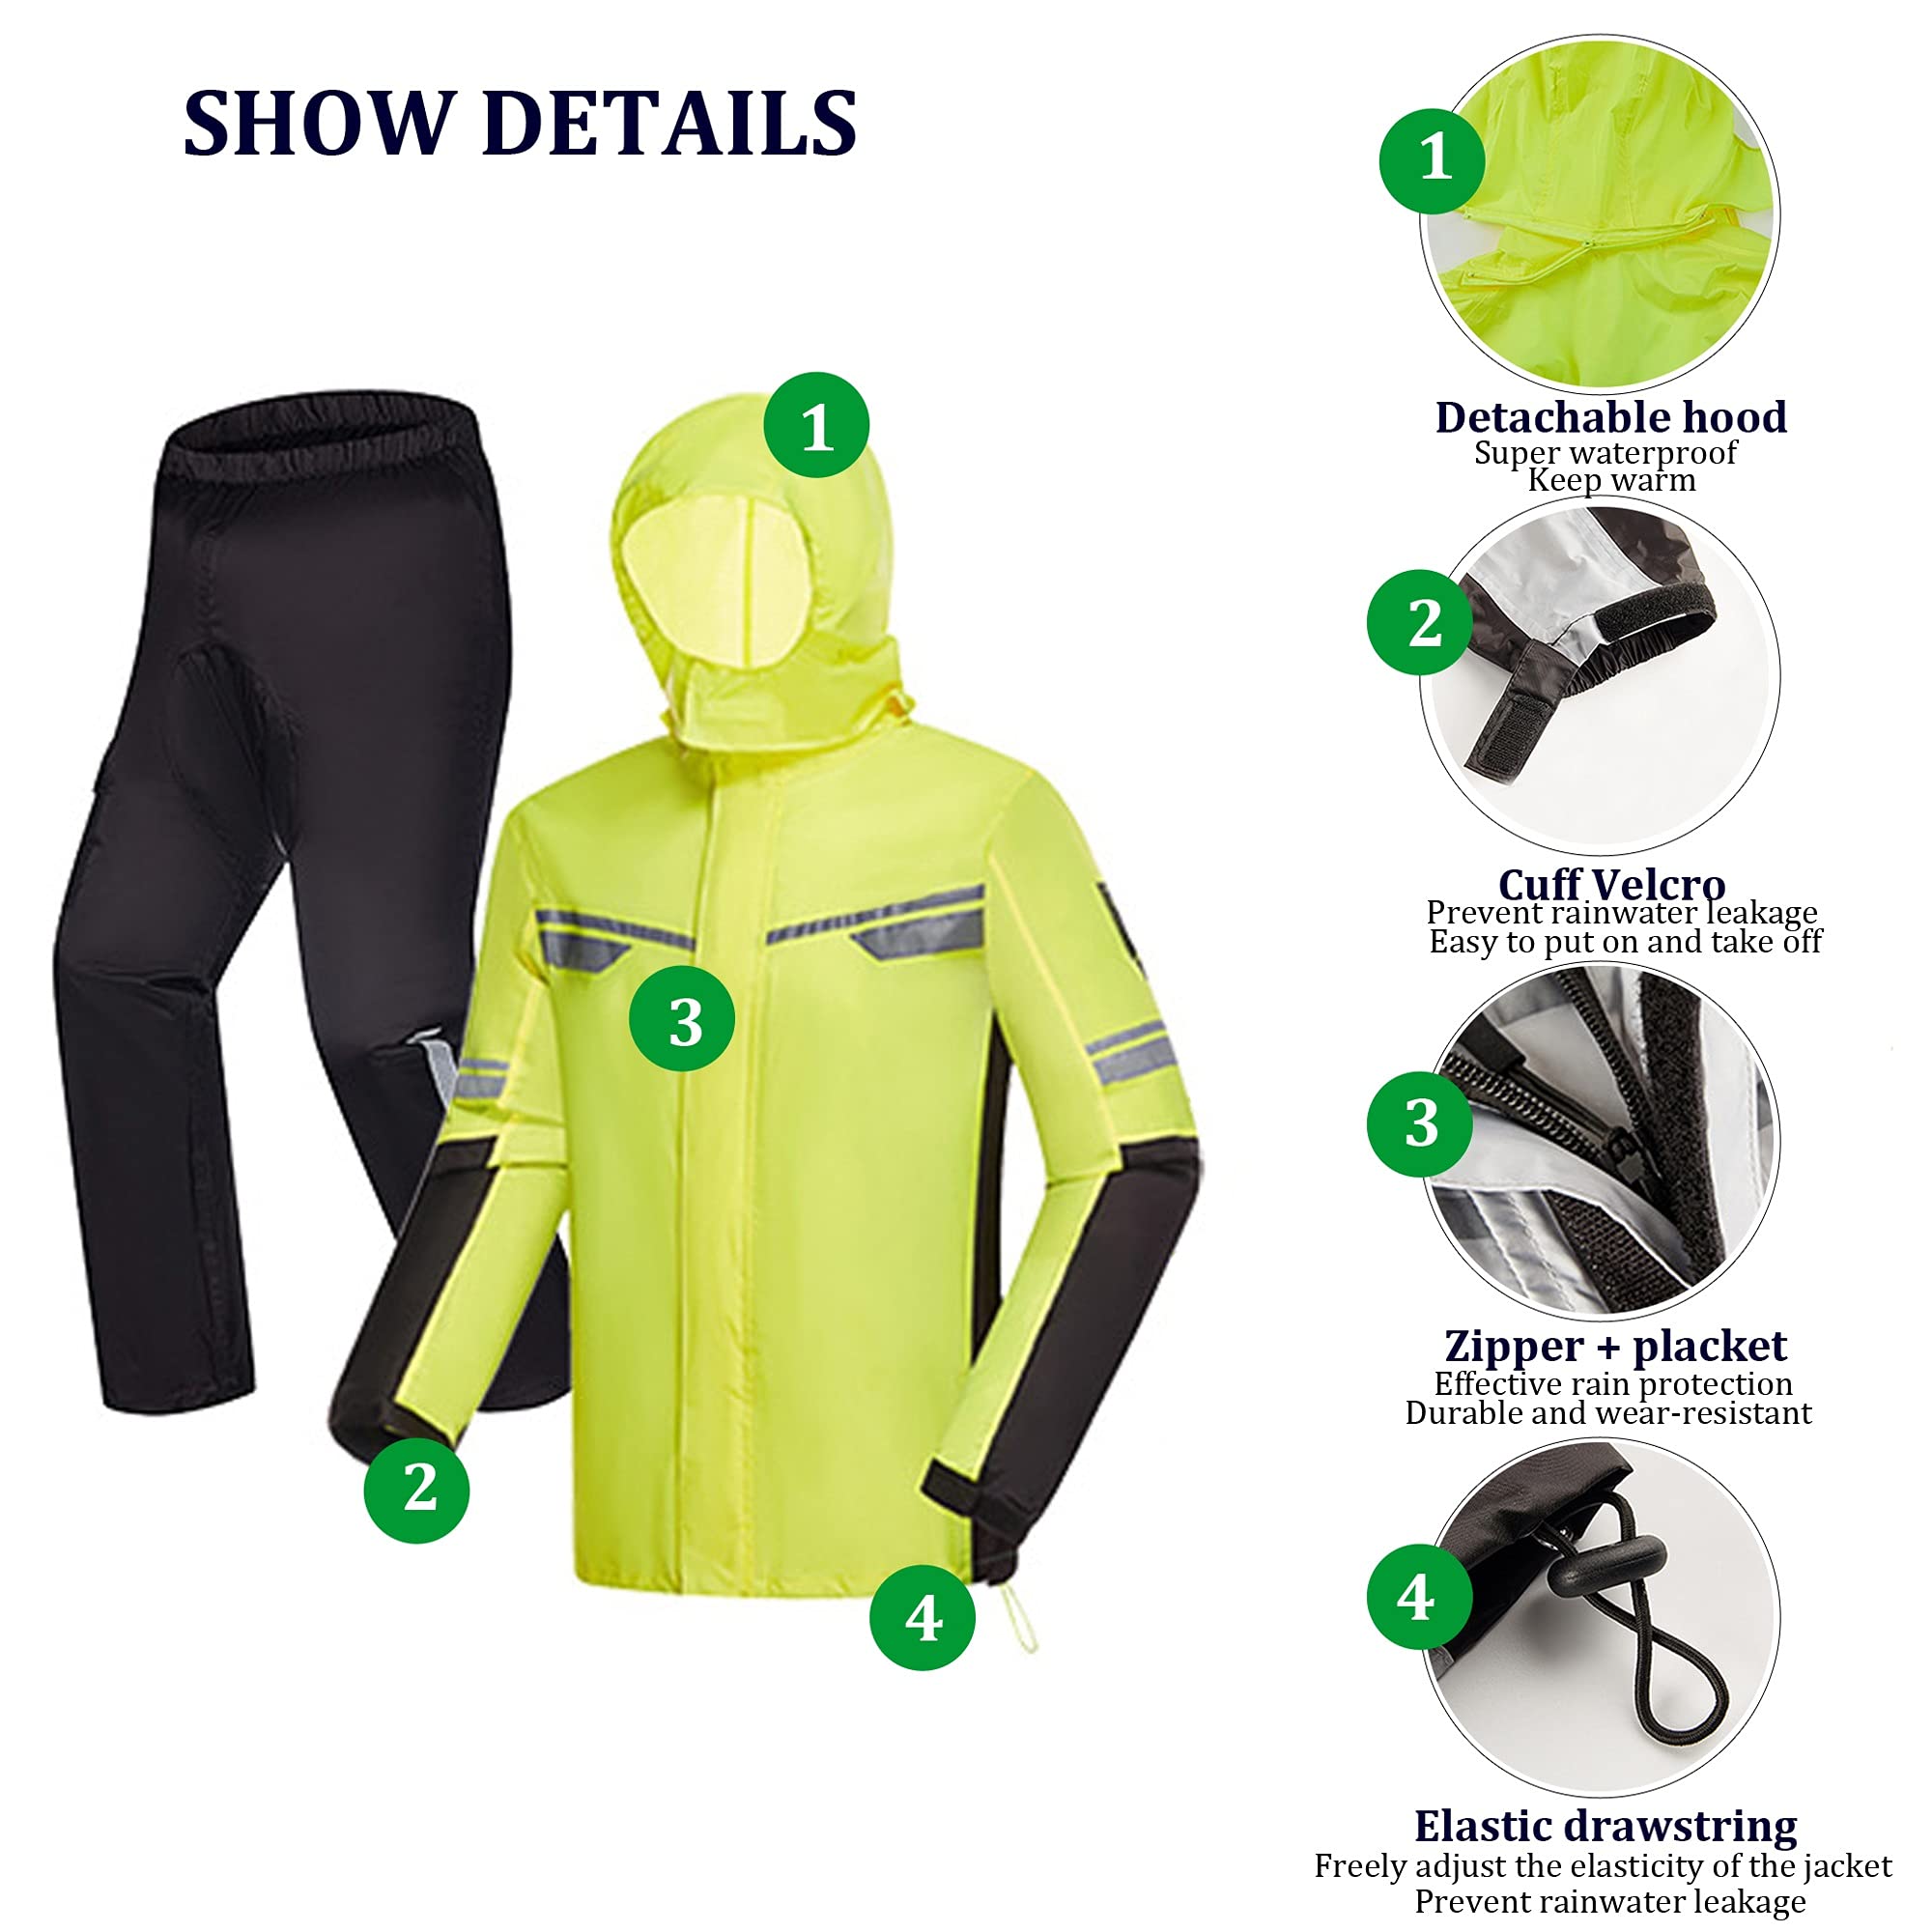 SHOW DETAILS
1
1
Detachable hood
Super waterproof
Keep warm
2
Cuff Velcro
Prevent rainwater leakage
Easy to put on and take off
3
3
Zipper + placket
Effective rain protection
Durable and wear-resistant
2
4
4
Elastic drawstring
Freely adjust the elasticity of the jacket
Prevent rainwater leakage